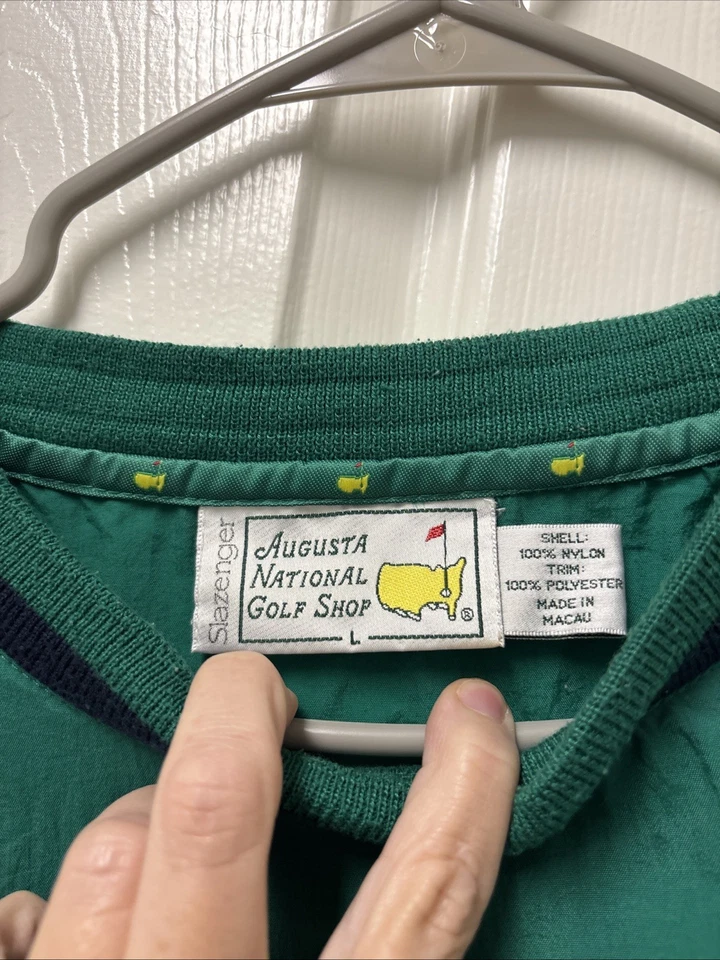 Slazenger
AUGUSTA
NATIONAL
GOLF SHOP
®
L
SHELL:
100% NYLON
TRIM:
100% POLYESTER
MADE IN
MACAU